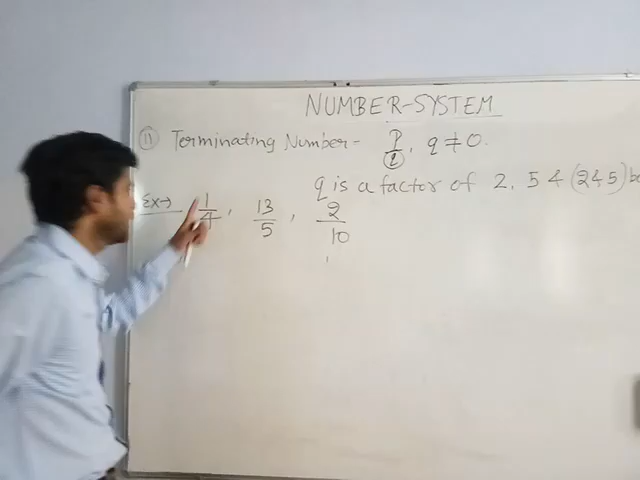 NUMBER-SYSTEM
(11) Terminating Number - p/q, q ≠ 0.
q is a factor of 2, 5 & (2&5) bo
Ex→ 1/4, 13/5, 2/10